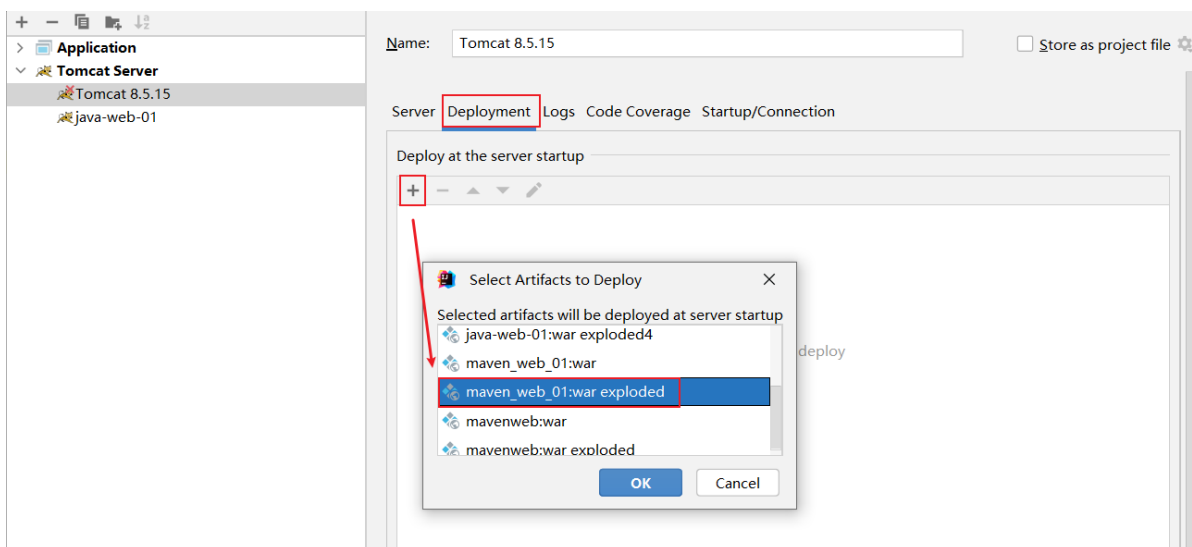 Application
Tomcat Server
Tomcat 8.5.15
java-web-01
Name: Tomcat 8.5.15 Store as project file
Server Deployment Logs Code Coverage Startup/Connection
Deploy at the server startup
Select Artifacts to Deploy
Selected artifacts will be deployed at server startup
java-web-01:war exploded4
maven_web_01:war
deploy
maven_web_01:war exploded
mavenweb:war
mavenweb:war exploded
OK Cancel